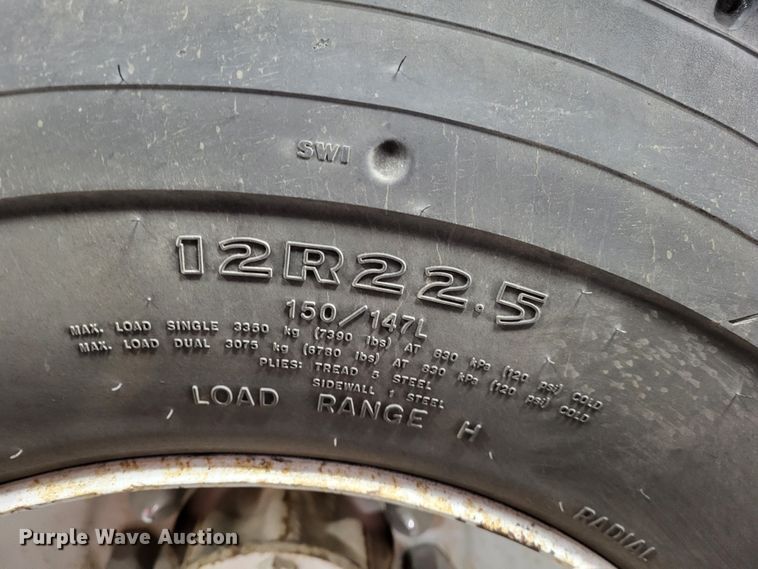 SWI
12R22.5
150/147L
MAX. LOAD SINGLE 3350 kg (7390 lbs) AT 830 kPa (120 psi) COLD
MAX. LOAD DUAL 3075 kg (6780 lbs) AT 830 kPa (120 psi) COLD
PLIES: TREAD 5 STEEL
SIDEWALL 1 STEEL
LOAD RANGE H
RADIAL
Purple Wave Auction